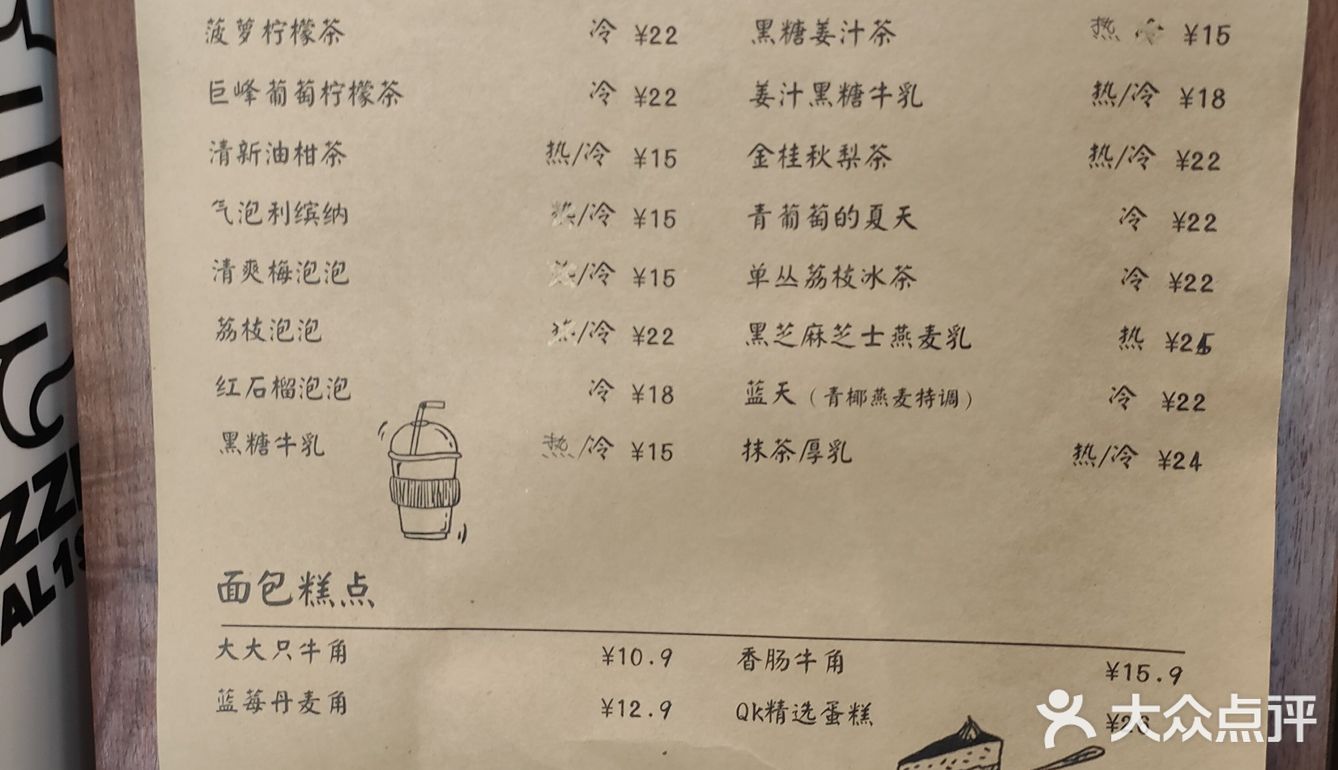 菠萝柠檬茶 冷 ¥22 黑糖姜汁茶 热 冷 ¥15
巨峰葡萄柠檬茶 冷 ¥22 姜汁黑糖牛乳 热/冷 ¥18
清新油柑茶 热/冷 ¥15 金桂秋梨茶 热/冷 ¥22
气泡利缤纳 热/冷 ¥15 青葡萄的夏天 冷 ¥22
清爽梅泡泡 /冷 ¥15 单丛荔枝冰茶 冷 ¥22
荔枝泡泡 热/冷 ¥22 黑芝麻芝士燕麦乳 热 ¥25
红石榴泡泡 冷 ¥18 蓝天（青椰燕麦特调） 冷 ¥22
黑糖牛乳 热/冷 ¥15 抹茶厚乳 热/冷 ¥24
面包糕点
大大只牛角 ¥10.9 香肠牛角 ¥15.9
蓝莓丹麦角 ¥12.9 QK精选蛋糕
大众点评
ZZ
AL19